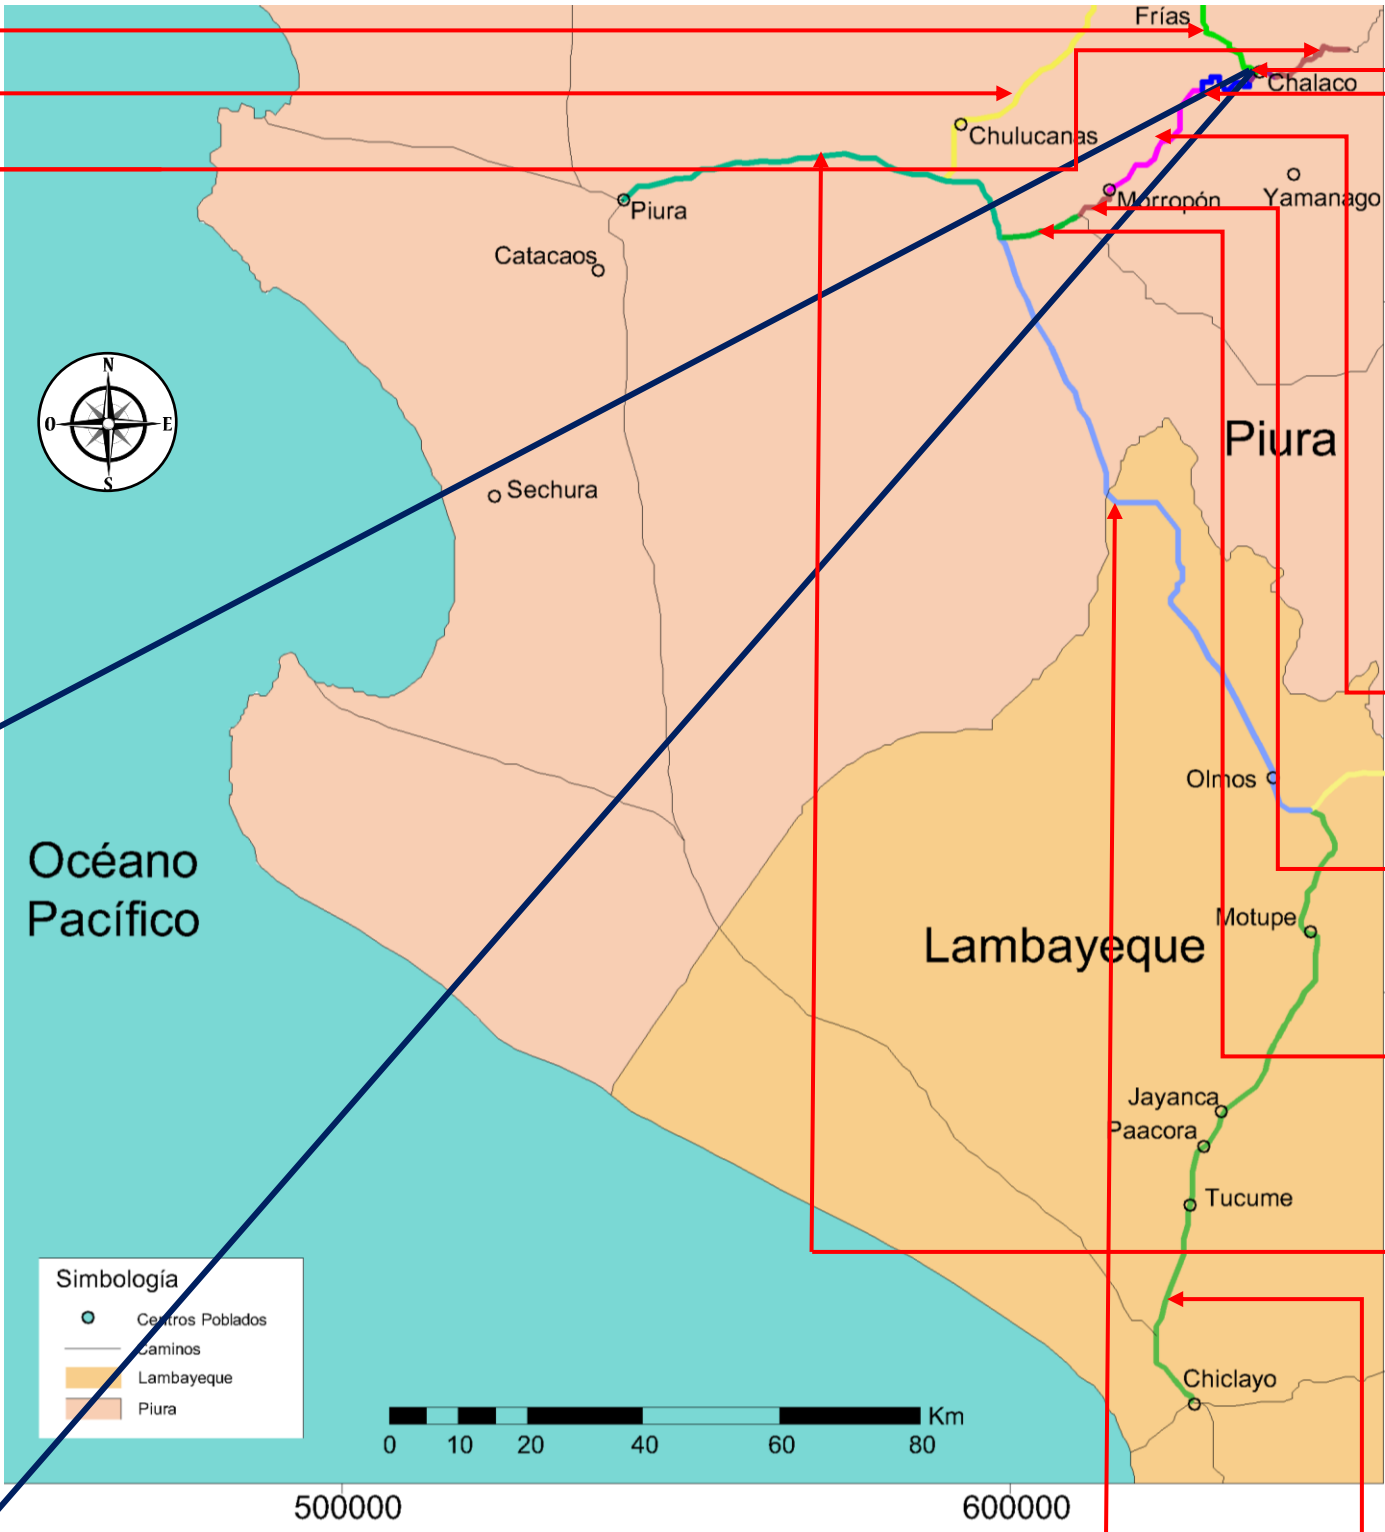 Frías
Chalaco
Chulucanas
Yamanago
Morropón
Piura
Catacaos
N
O
E
S
Piura
Sechura
Olmos
Océano
Pacífico
Motupe
Lambayeque
Jayanca
Paacora
Tucume
Simbología
Centros Poblados
Caminos
Lambayeque
Piura
Chiclayo
Km
0 10 20 40 60 80
500000 600000